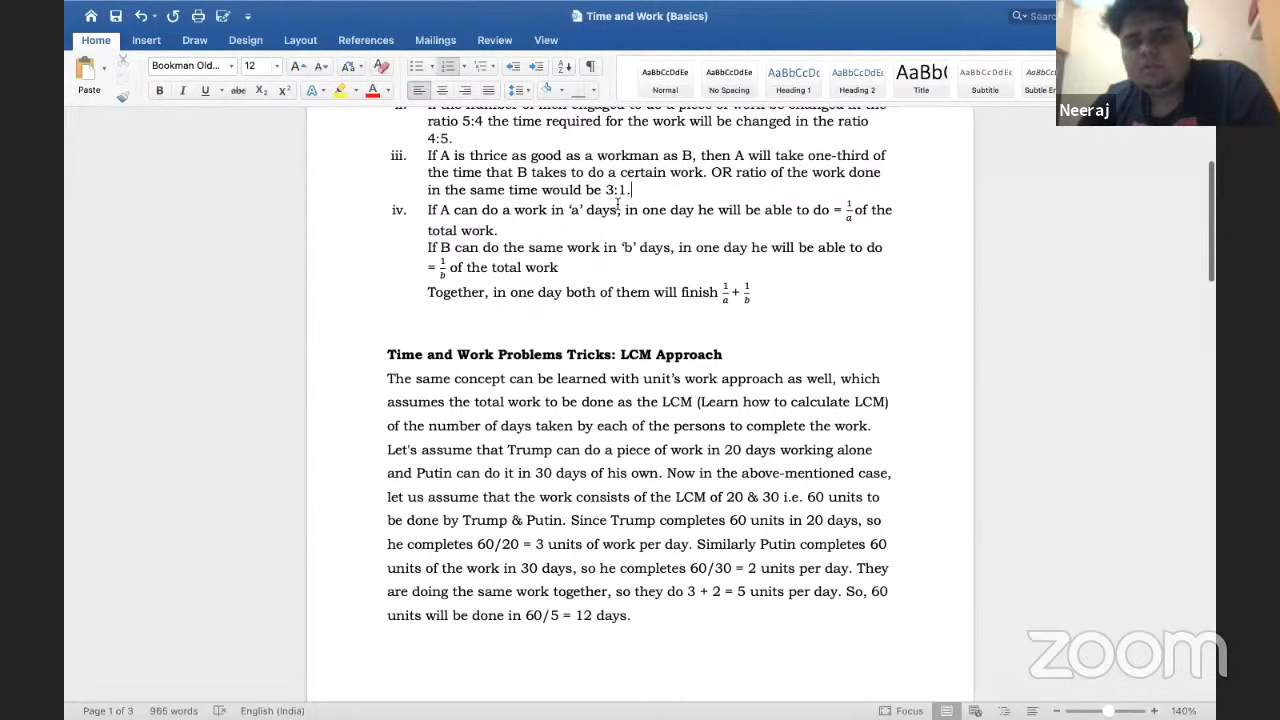 Time and Work (Basics)
Home Insert Draw Design Layout References Mailings Review View
Paste
Bookman Old... 12
AaBbCcDdEe AaBbCcDdEe AaBbCcDc AaBbCcDdEe AaBb( AaBbCcDdEe AaBbCcDdEe
Normal No Spacing Heading 1 Heading 2 Title Subtitle Subtle Em
Neeraj
ratio 5:4 the time required for the work will be changed in the ratio
4:5.
iii. If A is thrice as good as a workman as B, then A will take one-third of
the time that B takes to do a certain work. OR ratio of the work done
in the same time would be 3:1.
iv. If A can do a work in ‘a’ days, in one day he will be able to do = 1/a of the
total work.
If B can do the same work in ‘b’ days, in one day he will be able to do
= 1/b of the total work
Together, in one day both of them will finish 1/a + 1/b
Time and Work Problems Tricks: LCM Approach
The same concept can be learned with unit’s work approach as well, which
assumes the total work to be done as the LCM (Learn how to calculate LCM)
of the number of days taken by each of the persons to complete the work.
Let's assume that Trump can do a piece of work in 20 days working alone
and Putin can do it in 30 days of his own. Now in the above-mentioned case,
let us assume that the work consists of the LCM of 20 & 30 i.e. 60 units to
be done by Trump & Putin. Since Trump completes 60 units in 20 days, so
he completes 60/20 = 3 units of work per day. Similarly Putin completes 60
units of the work in 30 days, so he completes 60/30 = 2 units per day. They
are doing the same work together, so they do 3 + 2 = 5 units per day. So, 60
units will be done in 60/5 = 12 days.
zoom
Page 1 of 3 965 words English (India) Focus 140%